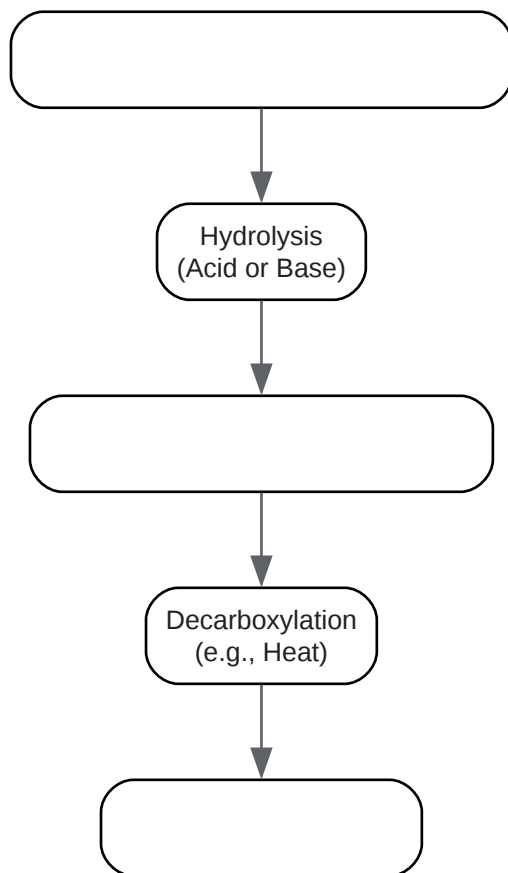 Hydrolysis
(Acid or Base)
Decarboxylation
(e.g., Heat)